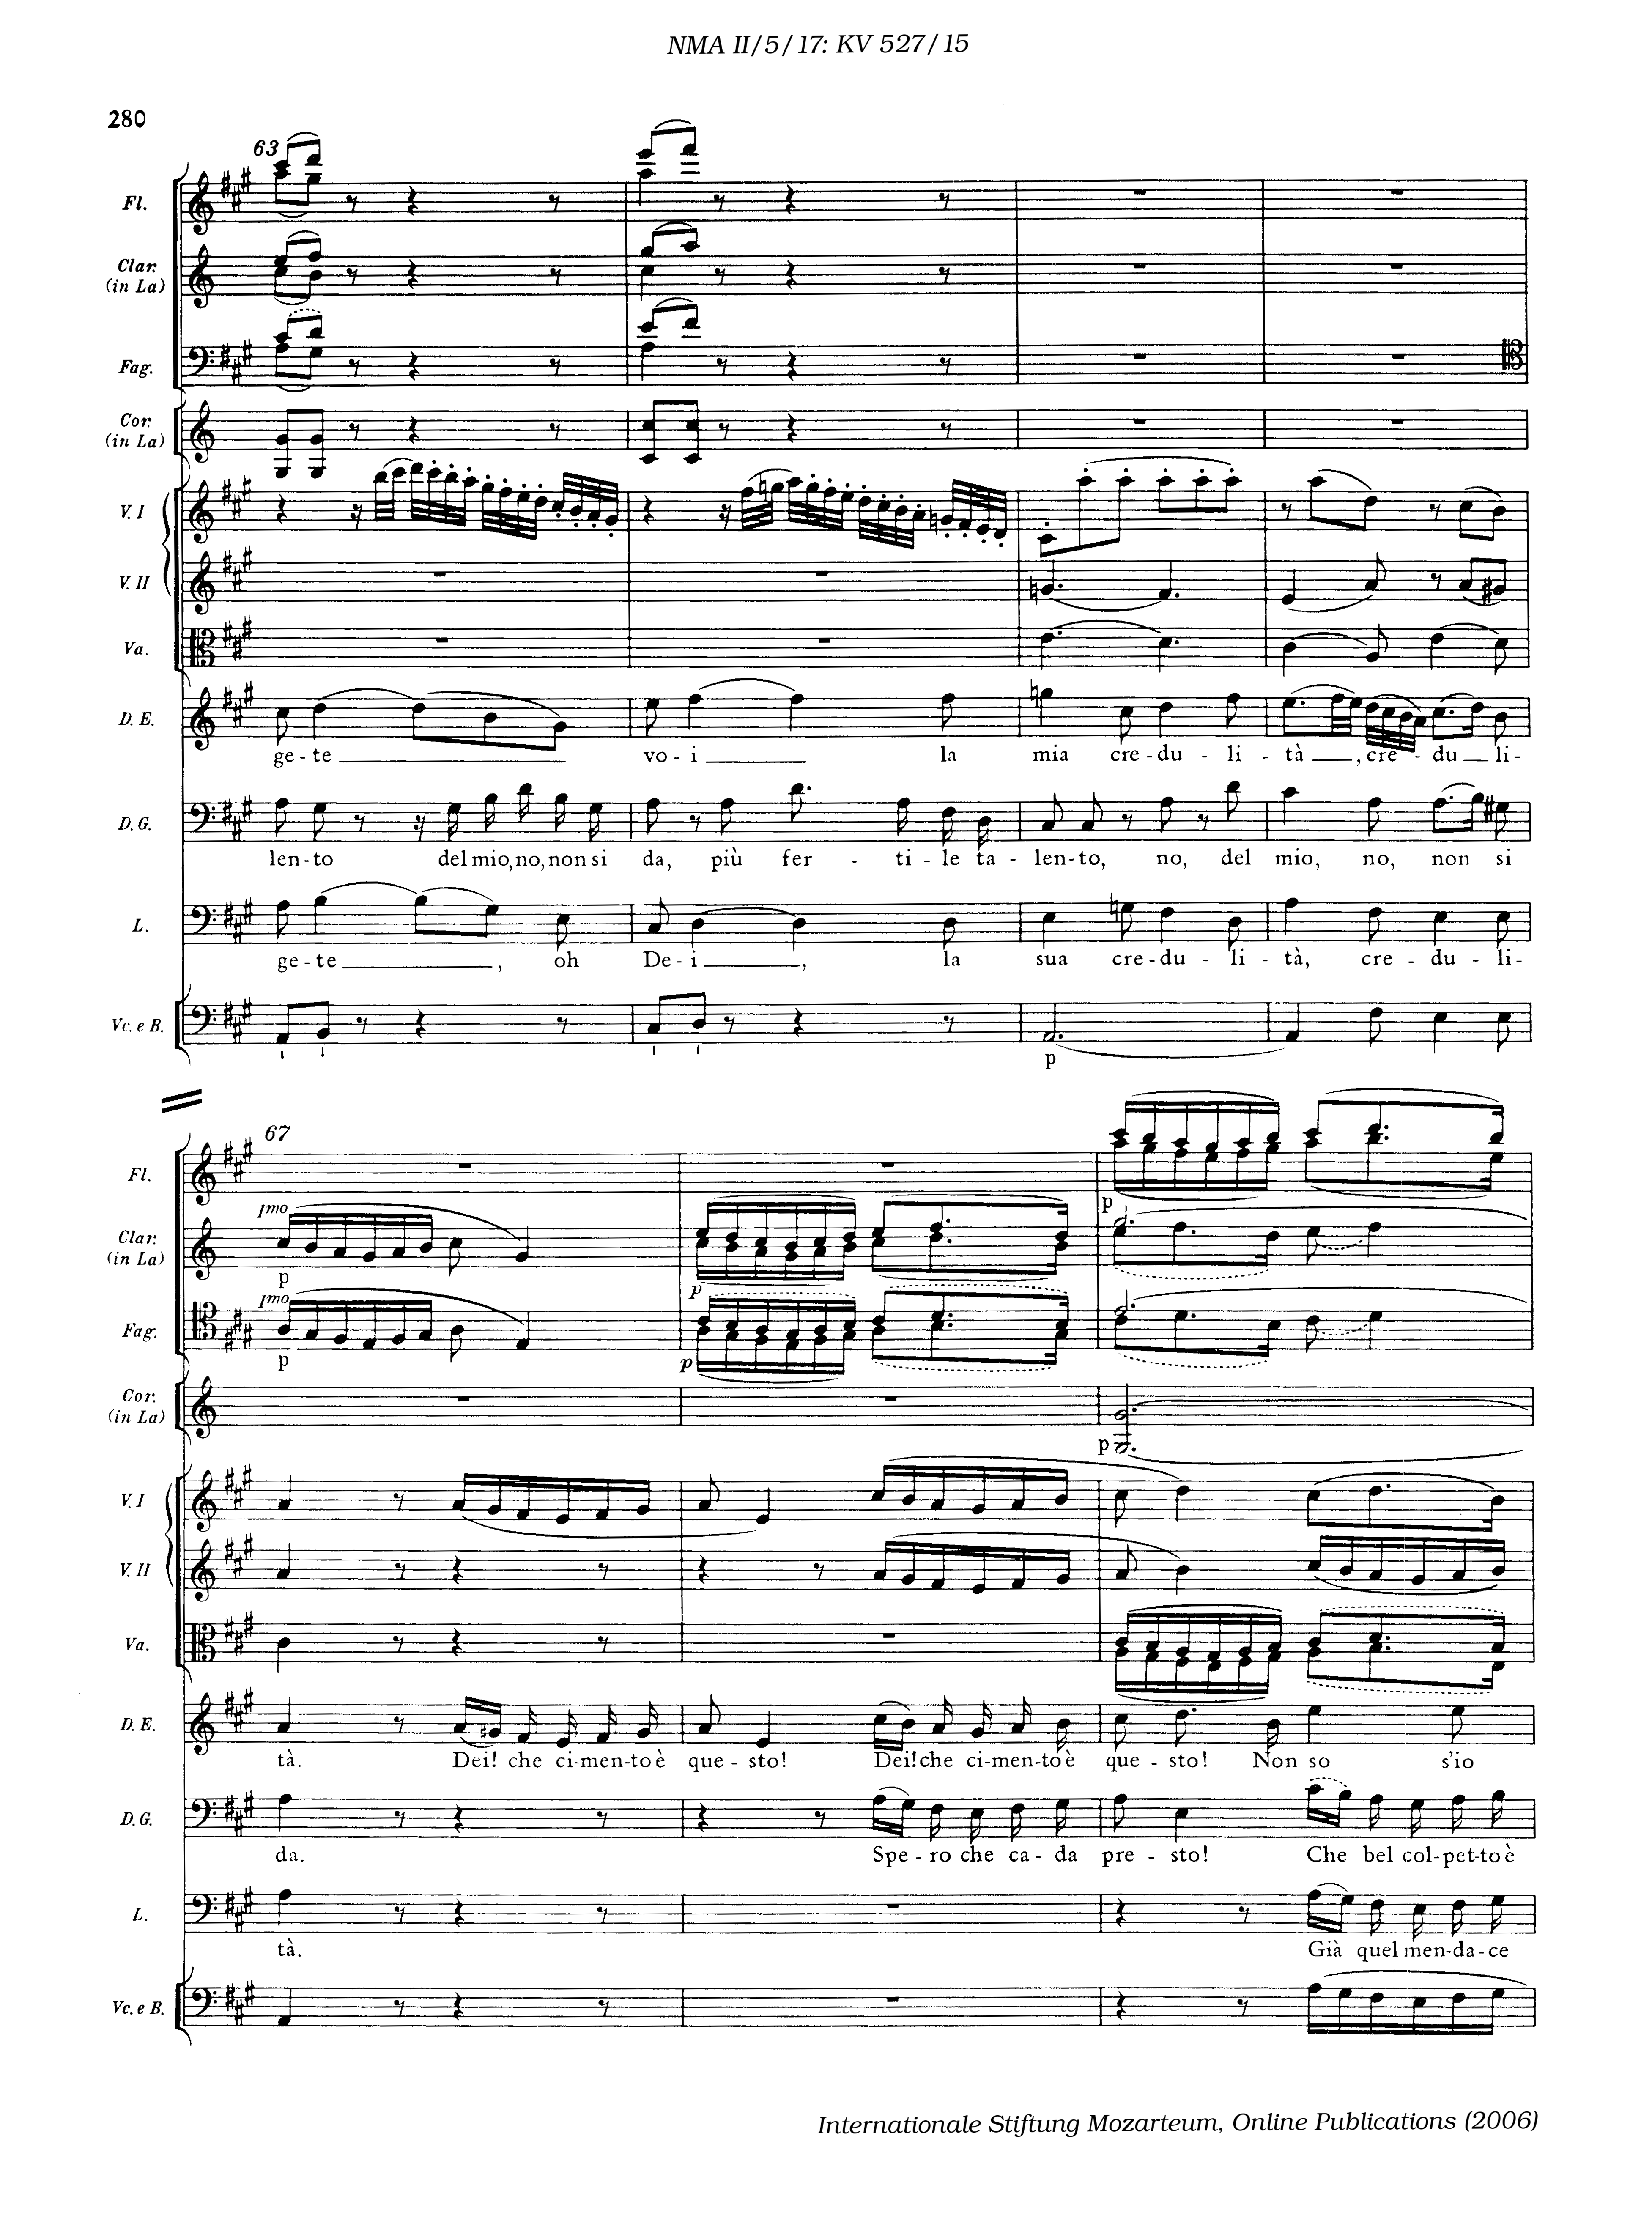 NMA II/5/17: KV 527/15
280
63
Fl.
Clar.
(in La)
Fag.
Cor.
(in La)
V. I
V. II
Va.
D. E.
ge - te vo - i la mia cre - du - li - tà , cre - du li -
D. G.
len - to del mio, no, non si da, più fer - ti - le ta - len - to, no, del mio, no, non si
L.
ge - te , oh De - i , la sua cre - du - li - tà, cre - du - li -
Vc. e B.
p
67
Fl.
p
Clar.
(in La)
Imo
p
p
Fag.
Imo
p
p
Cor.
(in La)
p
V. I
V. II
Va.
D. E.
tà. Dei! che ci-men-to è que - sto! Dei! che ci-men-to è que - sto! Non so s'io
D. G.
da. Spe - ro che ca - da pre - sto! Che bel col-pet-to è
L.
tà. Già quel men-da-ce
Vc. e B.
Internationale Stiftung Mozarteum, Online Publications (2006)